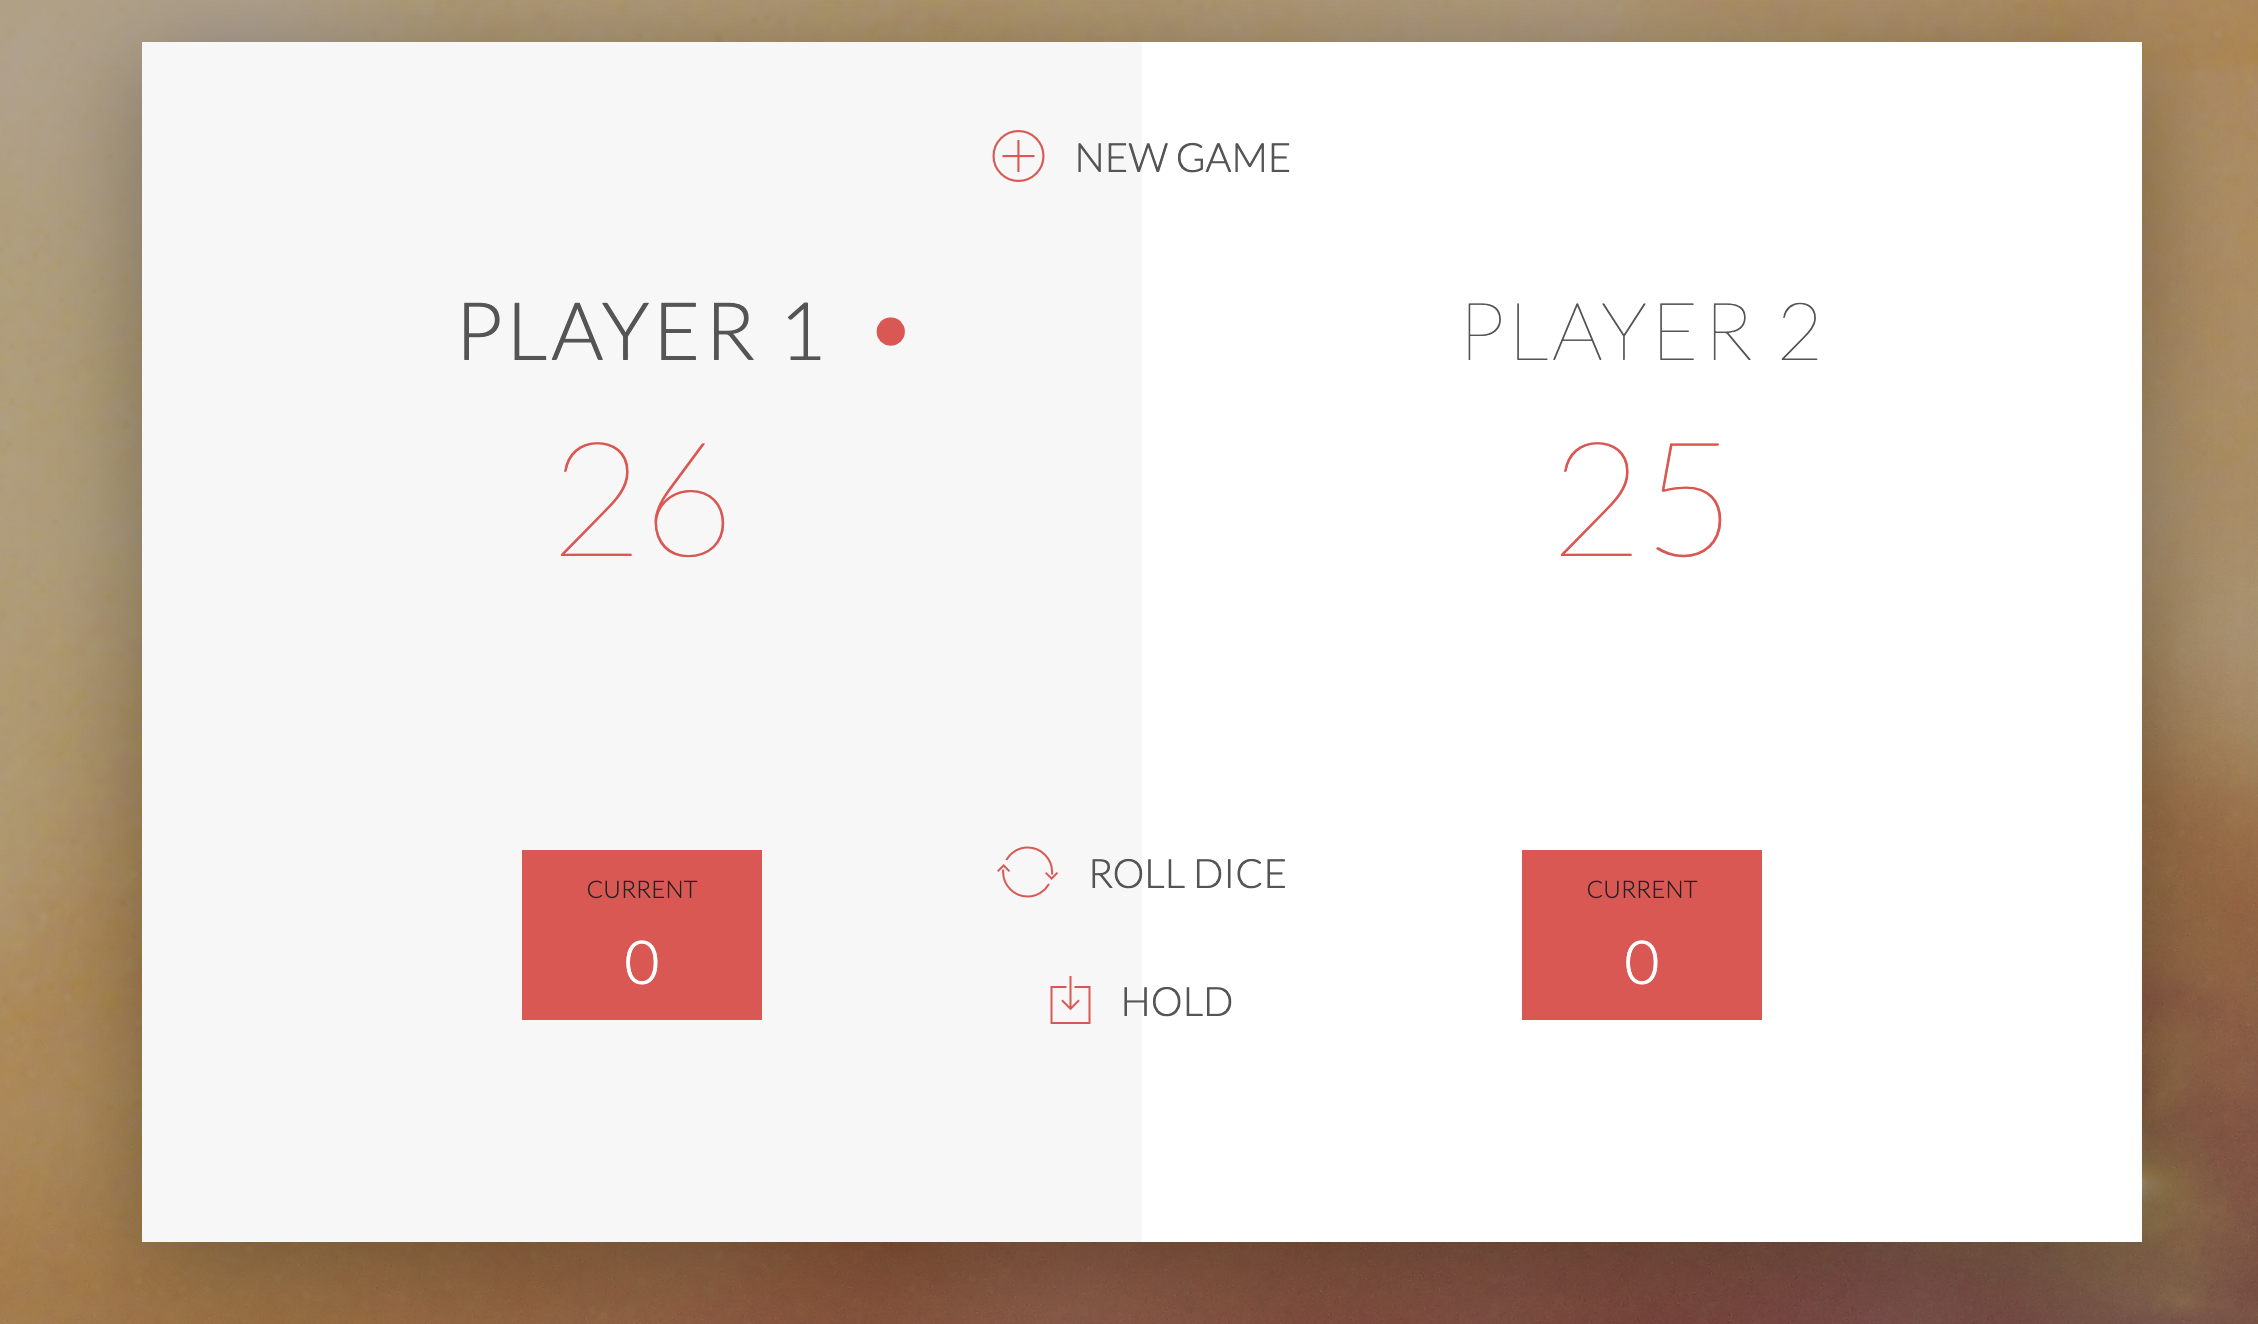 NEW GAME
PLAYER 1
26
CURRENT
0
PLAYER 2
25
CURRENT
0
ROLL DICE
HOLD